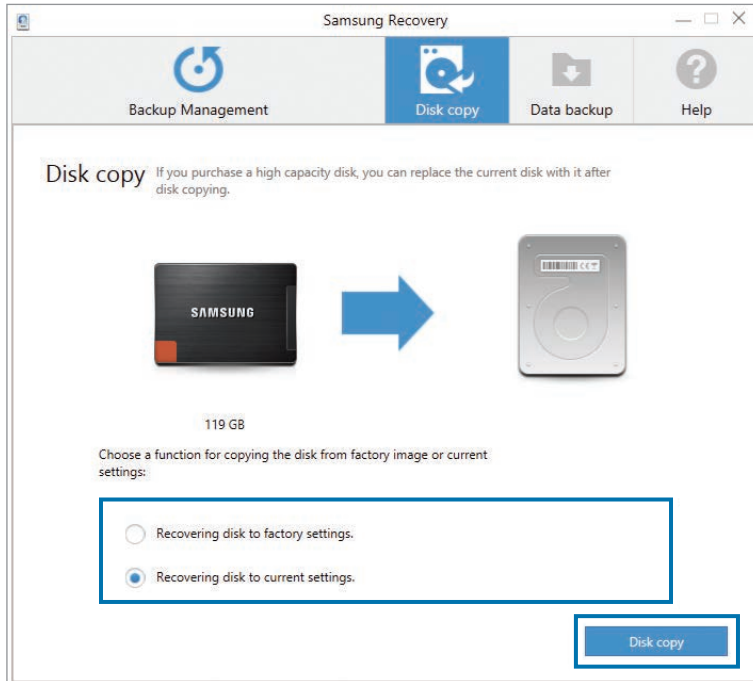 Samsung Recovery
Backup Management
Disk copy
Data backup
Help
Disk copy
If you purchase a high capacity disk, you can replace the current disk with it after
disk copying.
SAMSUNG
119 GB
Choose a function for copying the disk from factory image or current
settings:
Recovering disk to factory settings.
Recovering disk to current settings.
Disk copy